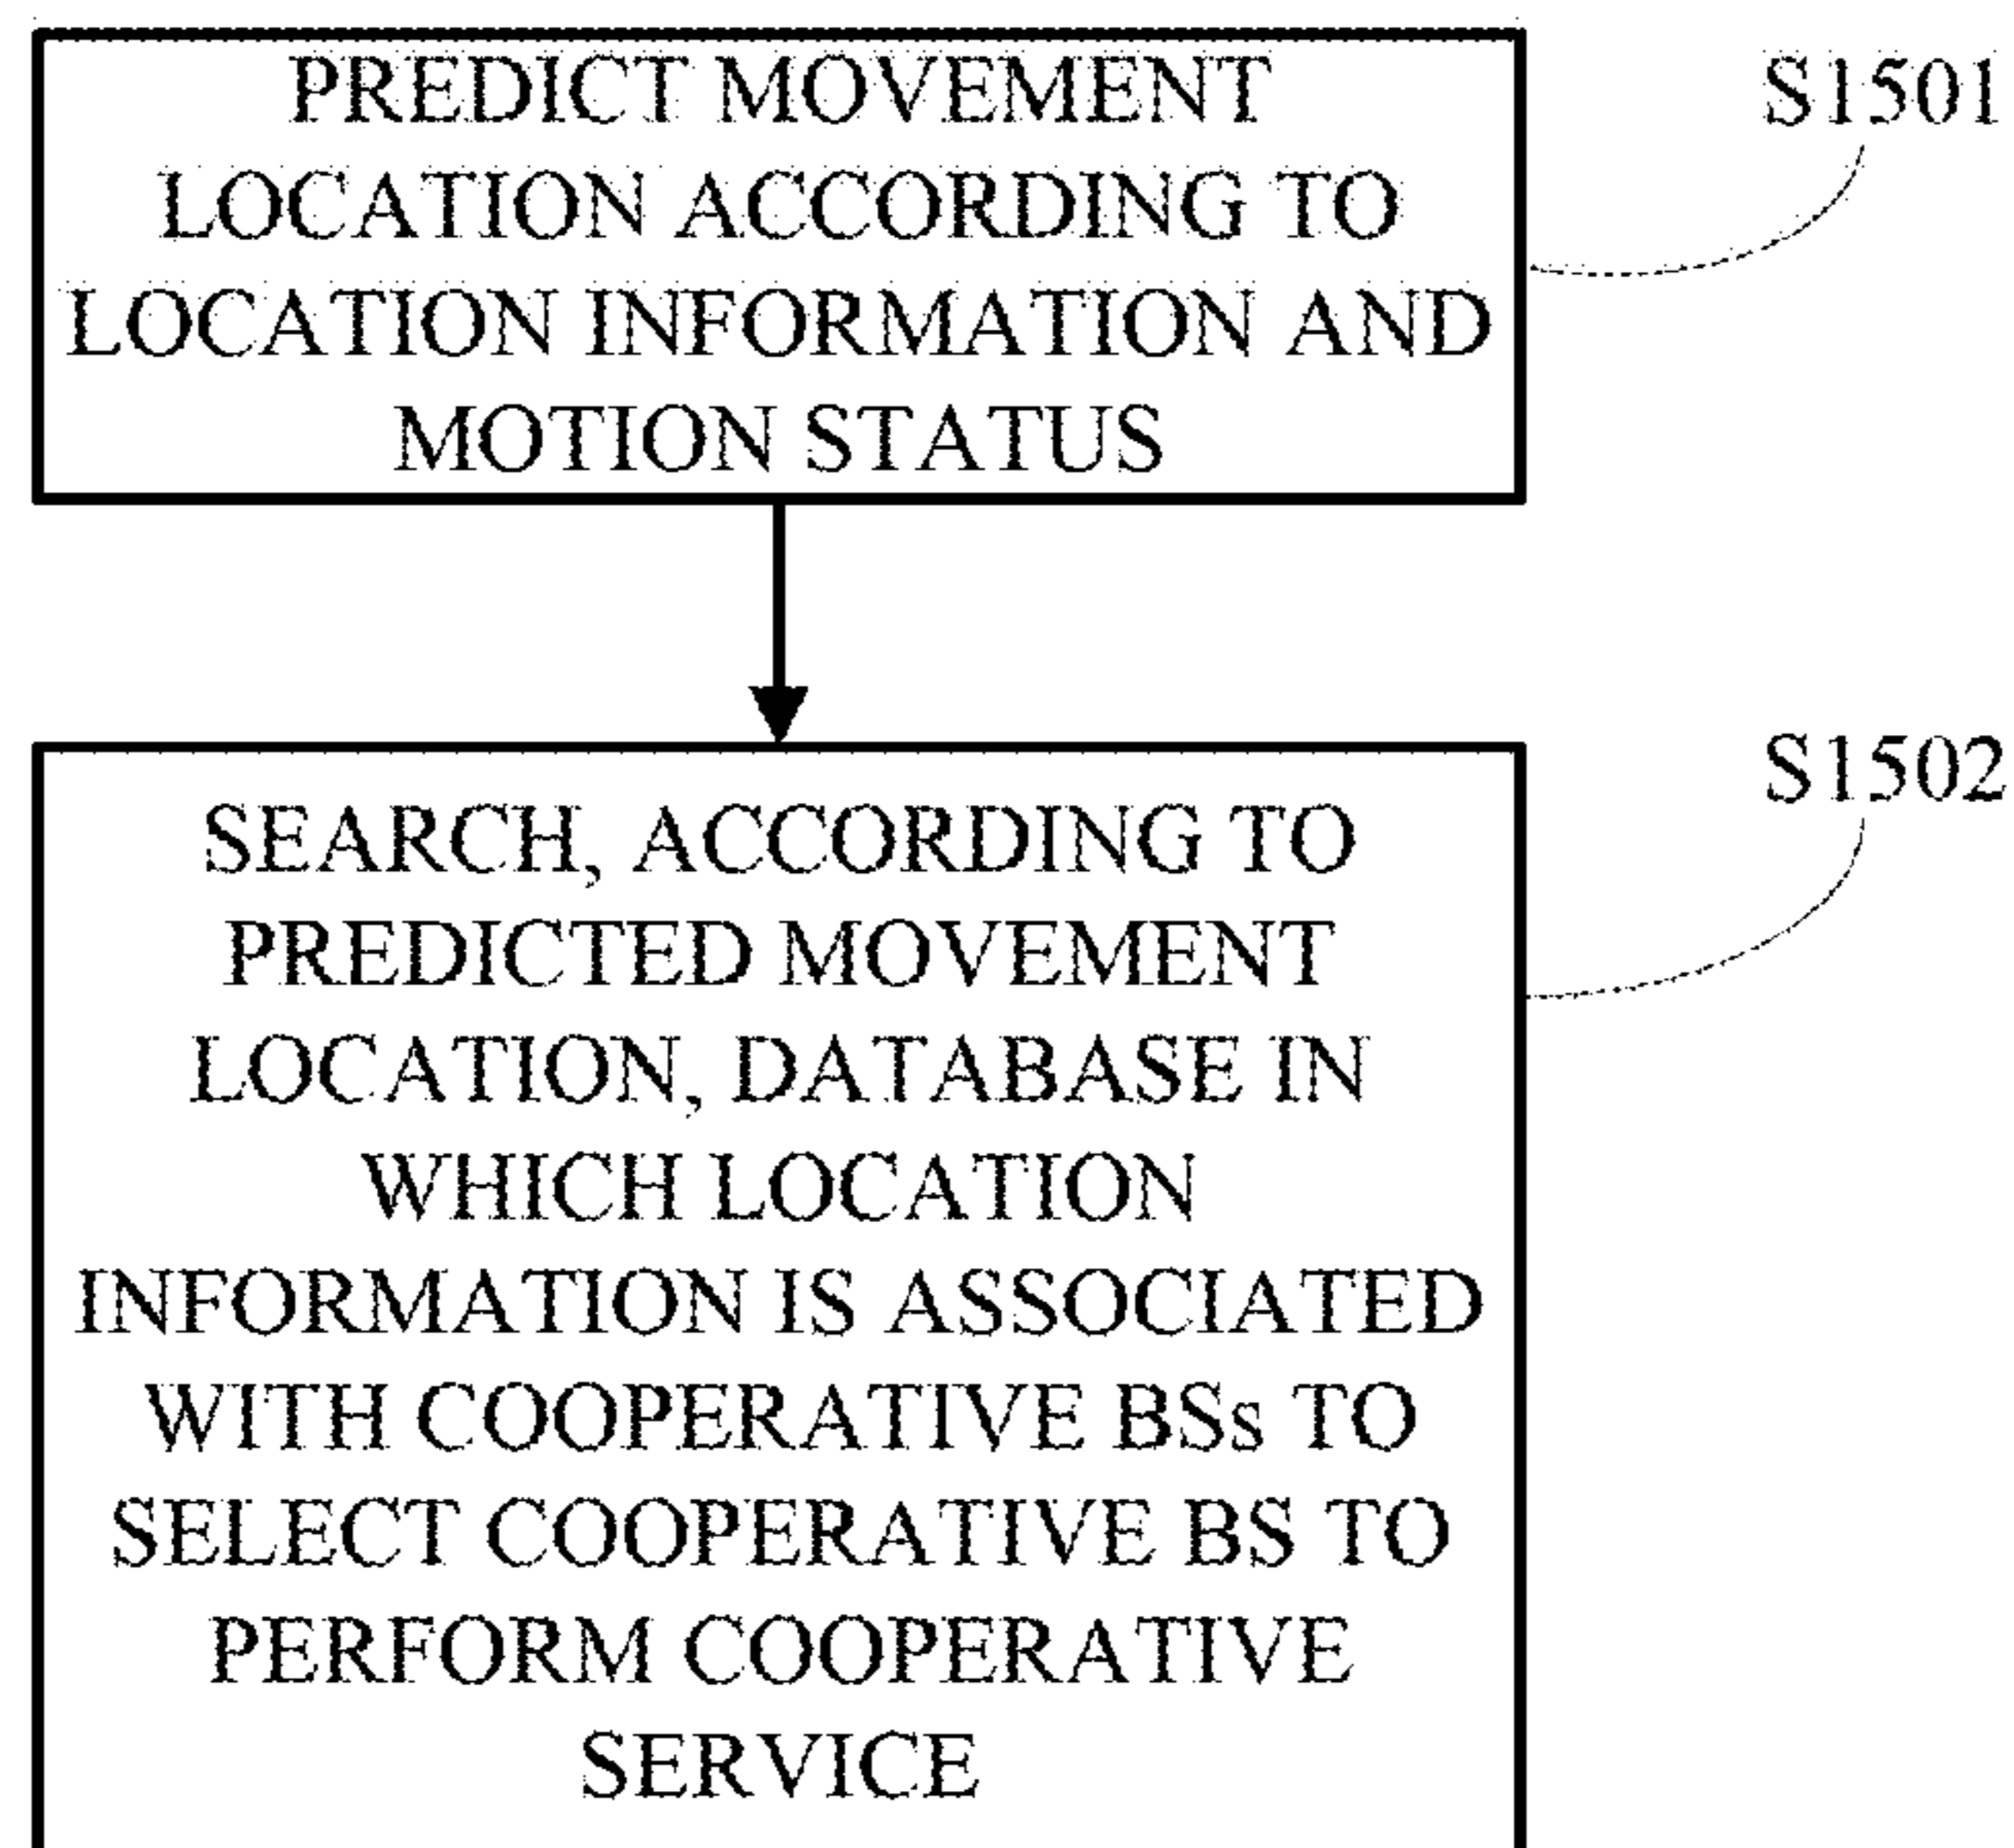 PREDICT MOVEMENT
LOCATION ACCORDING TO
LOCATION INFORMATION AND
MOTION STATUS
S1501
SEARCH, ACCORDING TO
PREDICTED MOVEMENT
LOCATION, DATABASE IN
WHICH LOCATION
INFORMATION IS ASSOCIATED
WITH COOPERATIVE BSs TO
SELECT COOPERATIVE BS TO
PERFORM COOPERATIVE
SERVICE
S1502